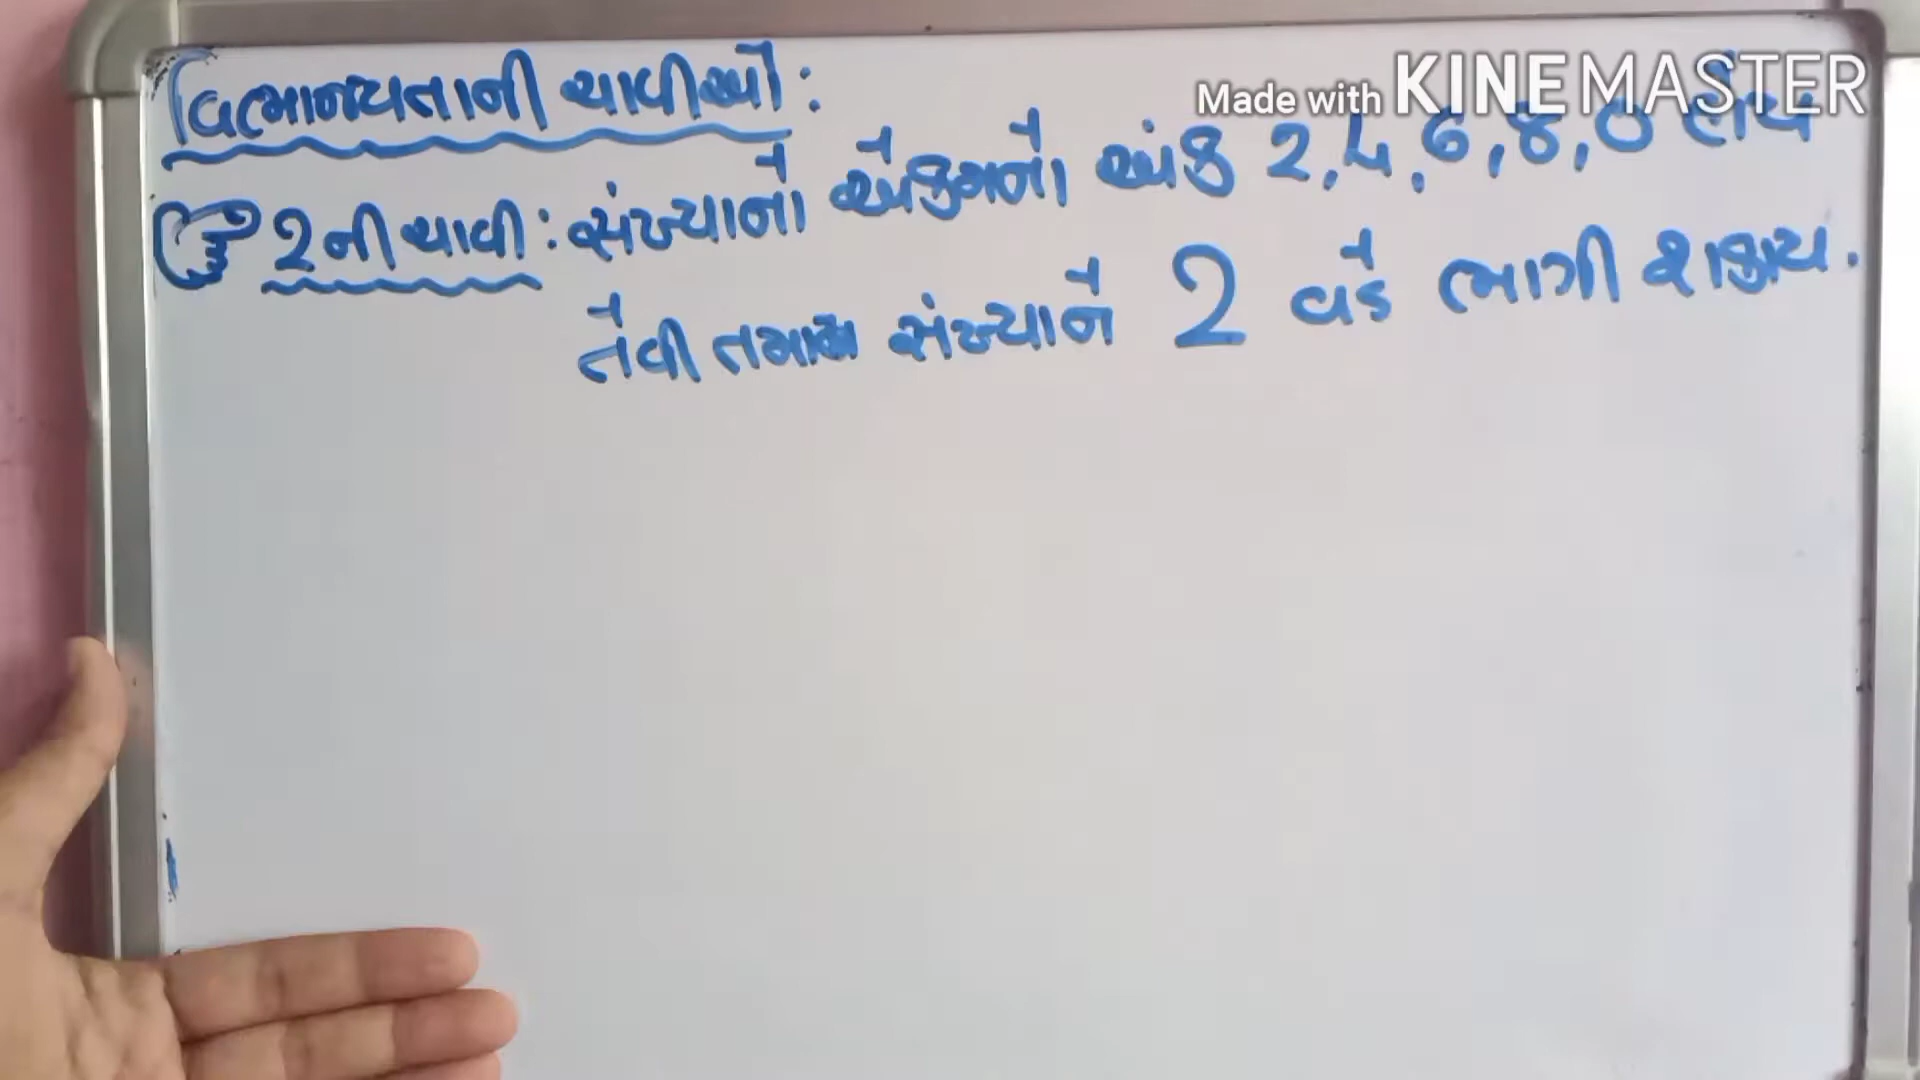 વિભાજ્યતાની ચાવીઓ :
Made with KINEMASTER
2ની ચાવી : સંખ્યાનો એકમનો અંક 2, 4, 6, 8, 0 હોય
તેવી તમામ સંખ્યાને 2 વડે ભાગી શકાય.